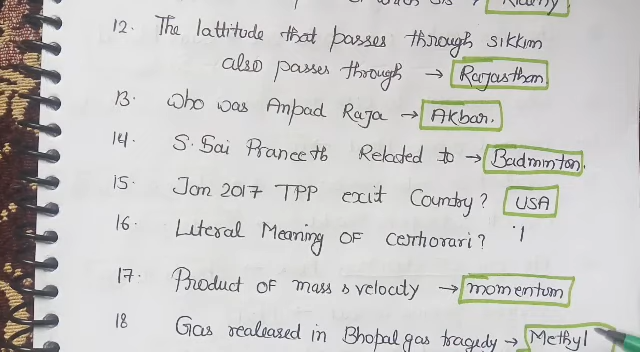 12. The lattitude that passes through sikkim
also passes through → Rajasthan
13. who was Anpad Raja → Akbar.
14. S. Sai Praneeth Related to → Badminton.
15. Jan 2017 TPP exit Country? USA
16. Literal Meaning OF certiorari?
17. Product OF mass & velocity → momentum
18 Gas realeased in Bhopal gas tragedy → Methyl